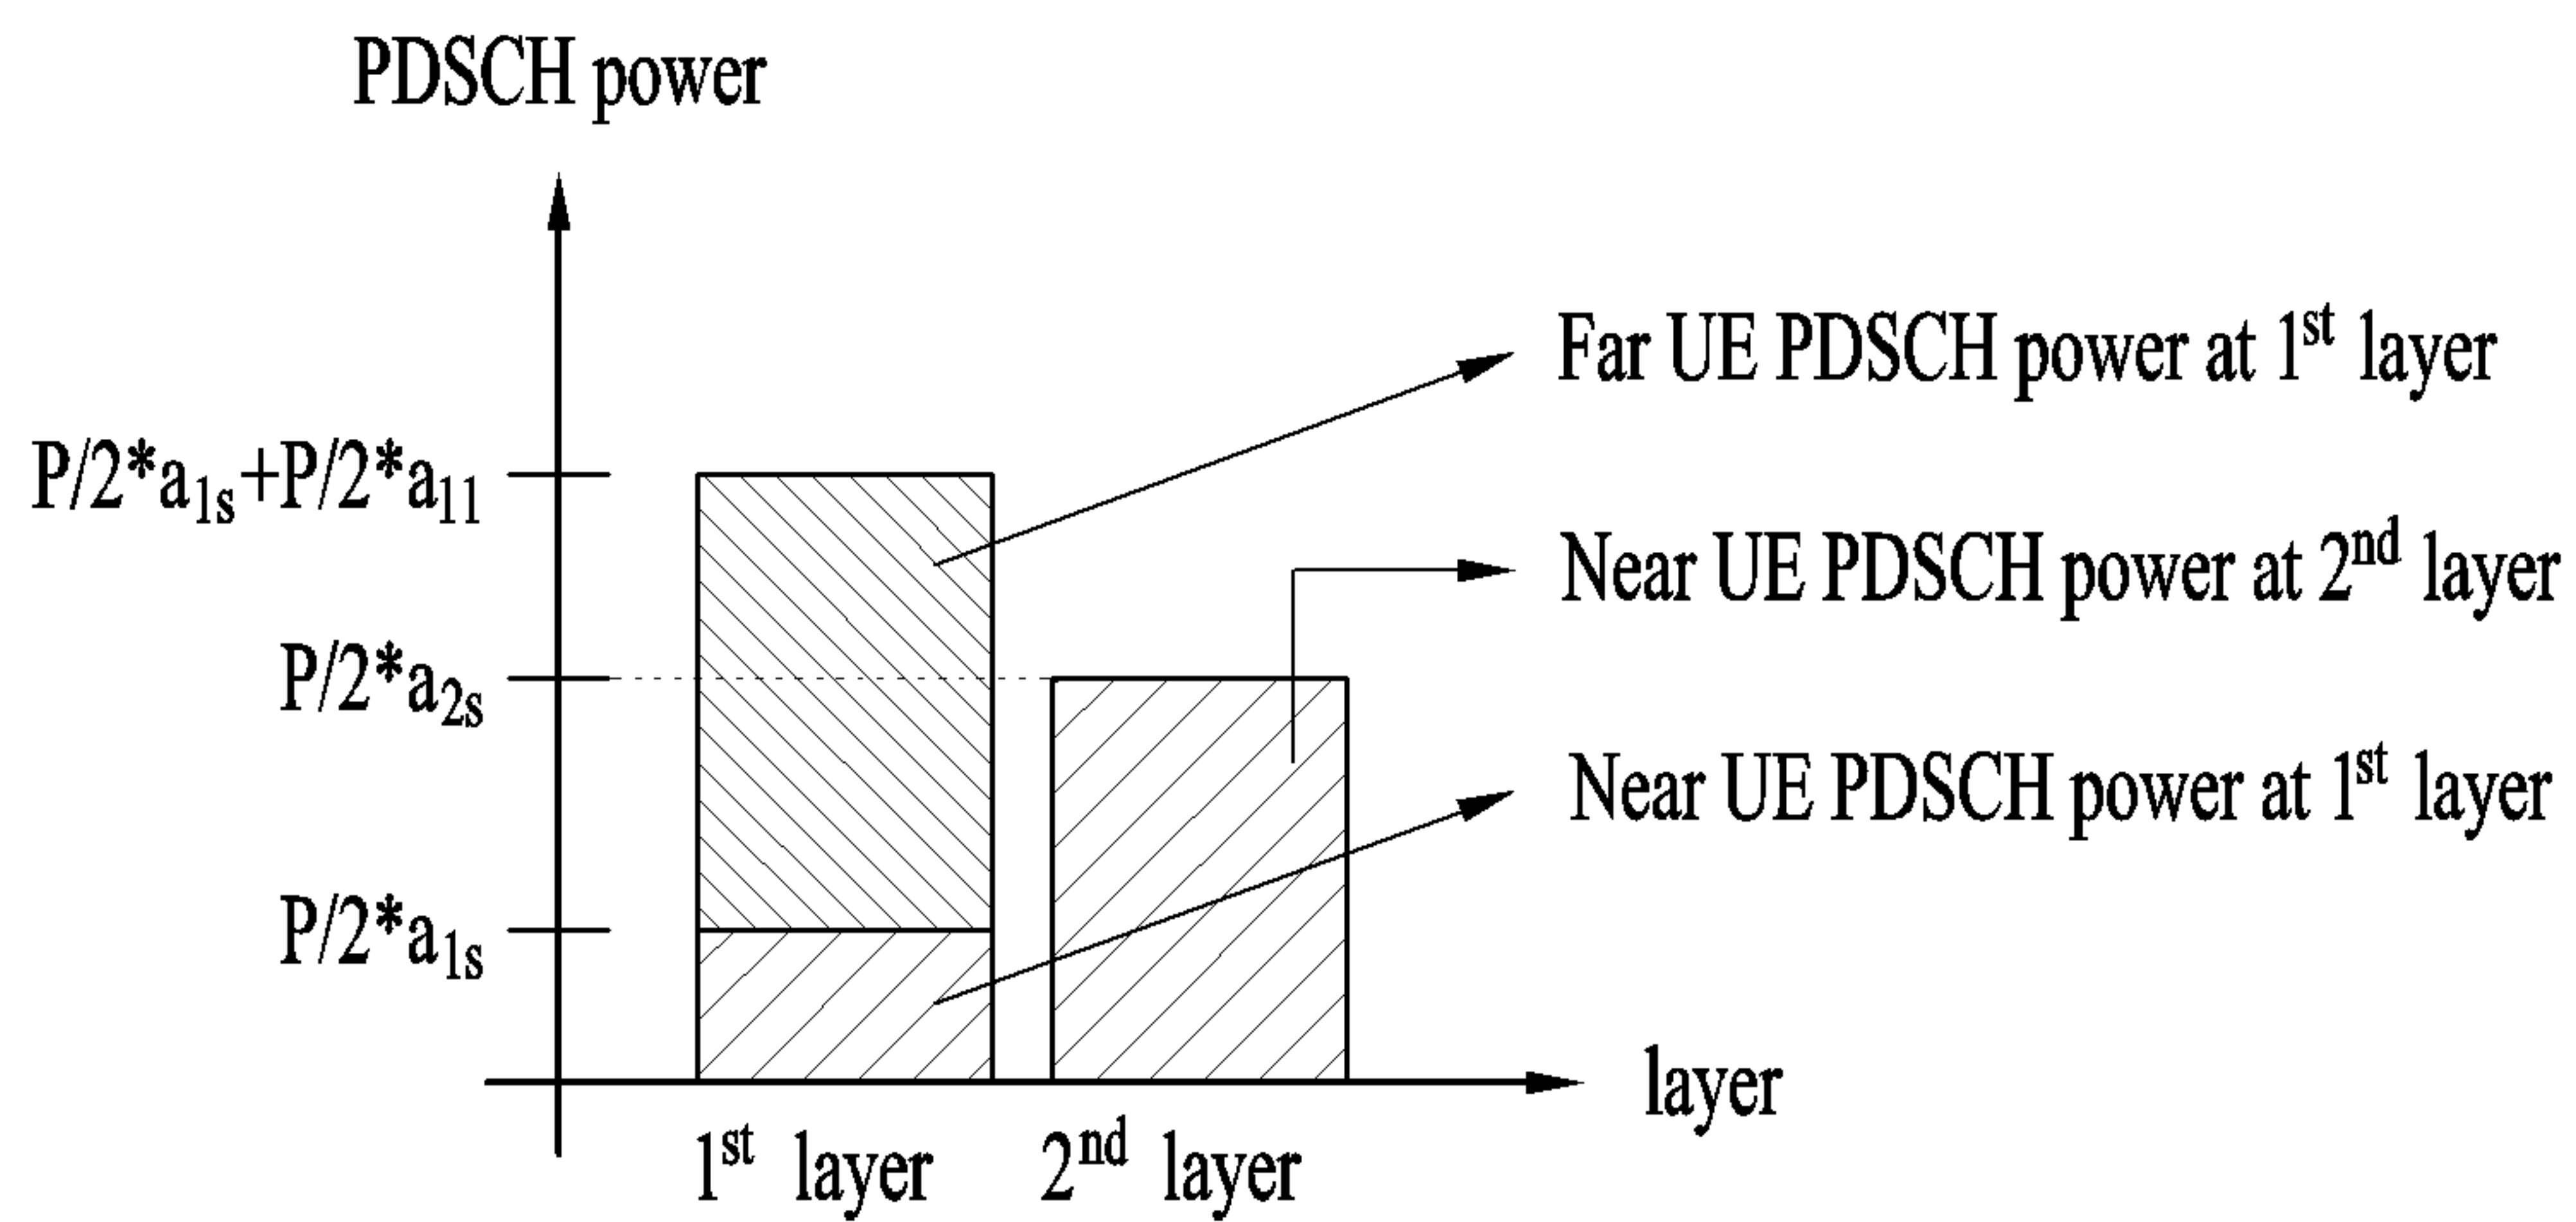 PDSCH power
P/2*a1s+P/2*a11
P/2*a2s
P/2*a1s
Far UE PDSCH power at 1st layer
Near UE PDSCH power at 2nd layer
Near UE PDSCH power at 1st layer
layer
1st layer
2nd layer